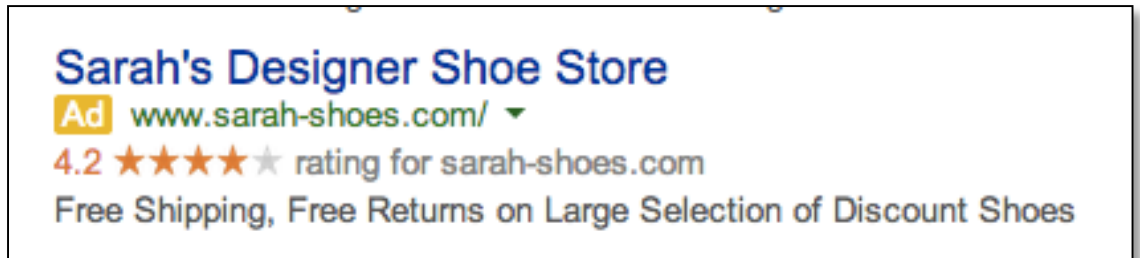 Sarah's Designer Shoe Store
Ad www.sarah-shoes.com/
4.2 ★★★★★ rating for sarah-shoes.com
Free Shipping, Free Returns on Large Selection of Discount Shoes